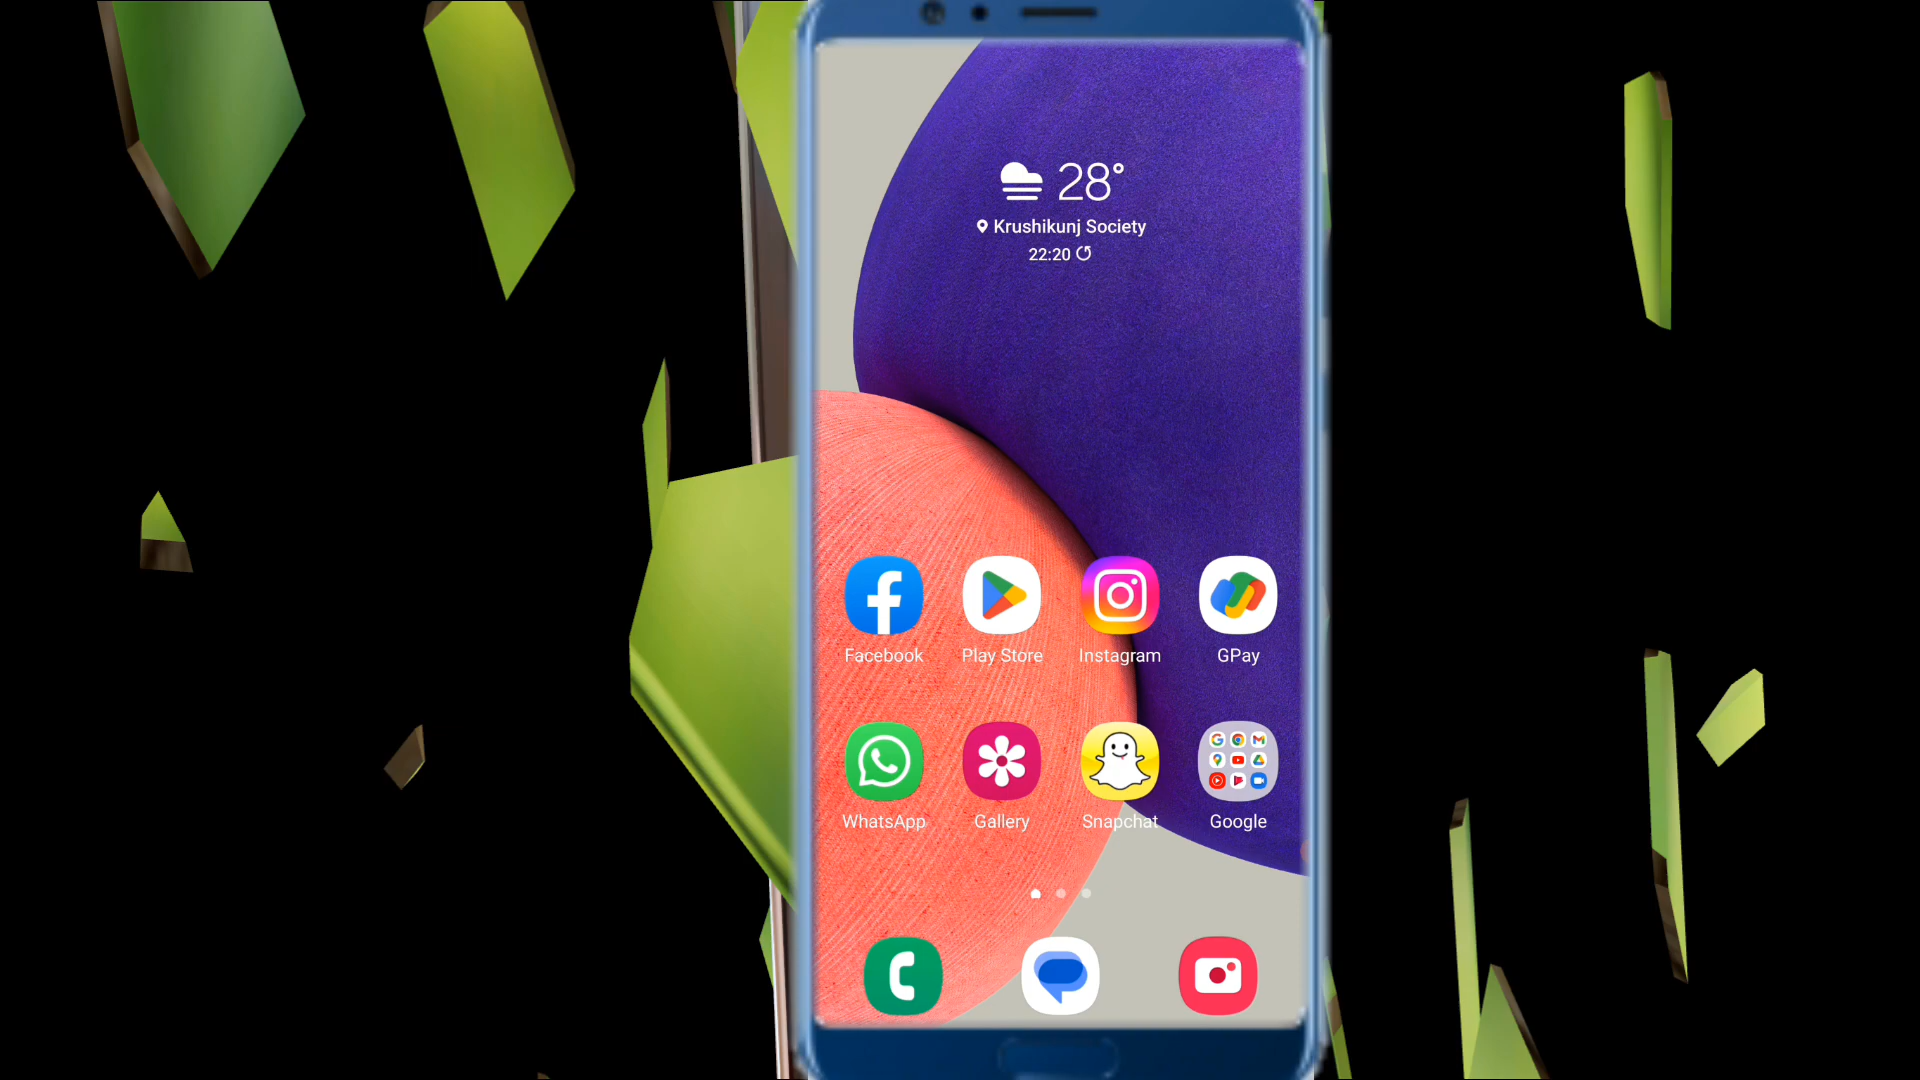 28°
Krushikunj Society
22:20
Facebook
Play Store
Instagram
GPay
WhatsApp
Gallery
Snapchat
Google